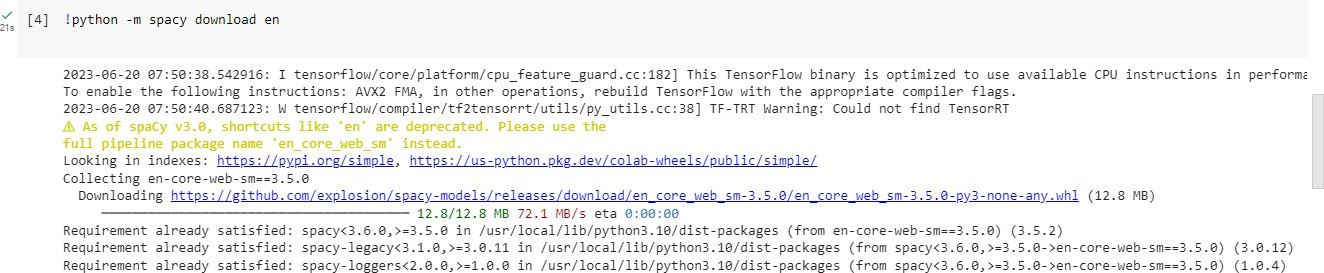 [4] !python -m spacy download en
21s
2023-06-20 07:50:38.542916: I tensorflow/core/platform/cpu_feature_guard.cc:182] This TensorFlow binary is optimized to use available CPU instructions in performa
To enable the following instructions: AVX2 FMA, in other operations, rebuild TensorFlow with the appropriate compiler flags.
2023-06-20 07:50:40.687123: W tensorflow/compiler/tf2tensorrt/utils/py_utils.cc:38] TF-TRT Warning: Could not find TensorRT
⚠ As of spaCy v3.0, shortcuts like 'en' are deprecated. Please use the
full pipeline package name 'en_core_web_sm' instead.
Looking in indexes: https://pypi.org/simple, https://us-python.pkg.dev/colab-wheels/public/simple/
Collecting en-core-web-sm==3.5.0
Downloading https://github.com/explosion/spacy-models/releases/download/en_core_web_sm-3.5.0/en_core_web_sm-3.5.0-py3-none-any.whl (12.8 MB)
12.8/12.8 MB 72.1 MB/s eta 0:00:00
Requirement already satisfied: spacy<3.6.0,>=3.5.0 in /usr/local/lib/python3.10/dist-packages (from en-core-web-sm==3.5.0) (3.5.2)
Requirement already satisfied: spacy-legacy<3.1.0,>=3.0.11 in /usr/local/lib/python3.10/dist-packages (from spacy<3.6.0,>=3.5.0->en-core-web-sm==3.5.0) (3.0.12)
Requirement already satisfied: spacy-loggers<2.0.0,>=1.0.0 in /usr/local/lib/python3.10/dist-packages (from spacy<3.6.0,>=3.5.0->en-core-web-sm==3.5.0) (1.0.4)